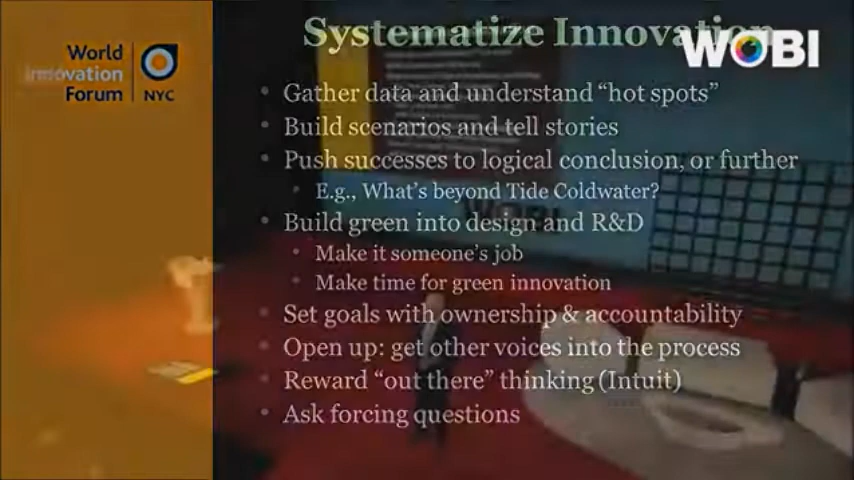 Systematize Innovation
WOBI
World
Innovation
Forum
NYC
• Gather data and understand “hot spots”
• Build scenarios and tell stories
• Push successes to logical conclusion, or further
• E.g., What’s beyond Tide Coldwater?
• Build green into design and R&D
• Make it someone’s job
• Make time for green innovation
• Set goals with ownership & accountability
• Open up: get other voices into the process
• Reward “out there” thinking (Intuit)
• Ask forcing questions